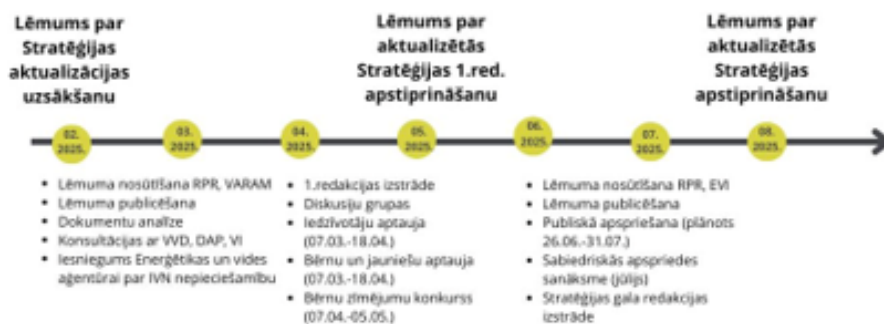 Lēmums par
Stratēģijas
aktualizācijas
uzsākšanu
Lēmums par
aktualizētās
Stratēģijas 1.red.
apstiprināšanu
Lēmums par
aktualizētās
Stratēģijas
apstiprināšanu
02.
2025.
03.
2025.
04.
2025.
05.
2025.
06.
2025.
07.
2025.
08.
2025.
• Lēmuma nosūtīšana RPR, VARAM
• Lēmuma publicēšana
• Dokumentu analīze
• Konsultācijas ar VVD, DAP, VI
• Iesniegums Enerģētikas un vides
aģentūrai par IVN nepieciešamību
• 1.redakcijas izstrāde
• Diskusiju grupas
• Iedzīvotāju aptauja
(07.03.-18.04.)
• Bērnu un jauniešu aptauja
(07.03.-18.04.)
• Bērnu zīmējumu konkurss
(07.04.-05.05.)
• Lēmuma nosūtīšana RPR, EVI
• Lēmuma publicēšana
• Publiskā apspriešana (plānots
26.06.-31.07.)
• Sabiedriskās apspriedes
sanāksme (jūlijs)
• Stratēģijas gala redakcijas
izstrāde